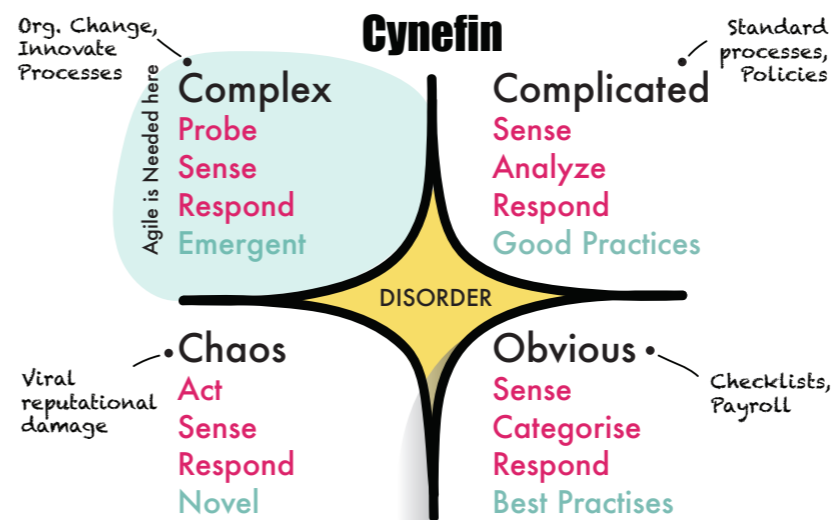 Cynefin
Org. Change,
Innovate
Processes
Agile is Needed here
Complex
Probe
Sense
Respond
Emergent
Standard
processes,
Policies
Complicated
Sense
Analyze
Respond
Good Practices
DISORDER
Viral
reputational
damage
Chaos
Act
Sense
Respond
Novel
Obvious
Sense
Categorise
Respond
Best Practises
Checklists,
Payroll